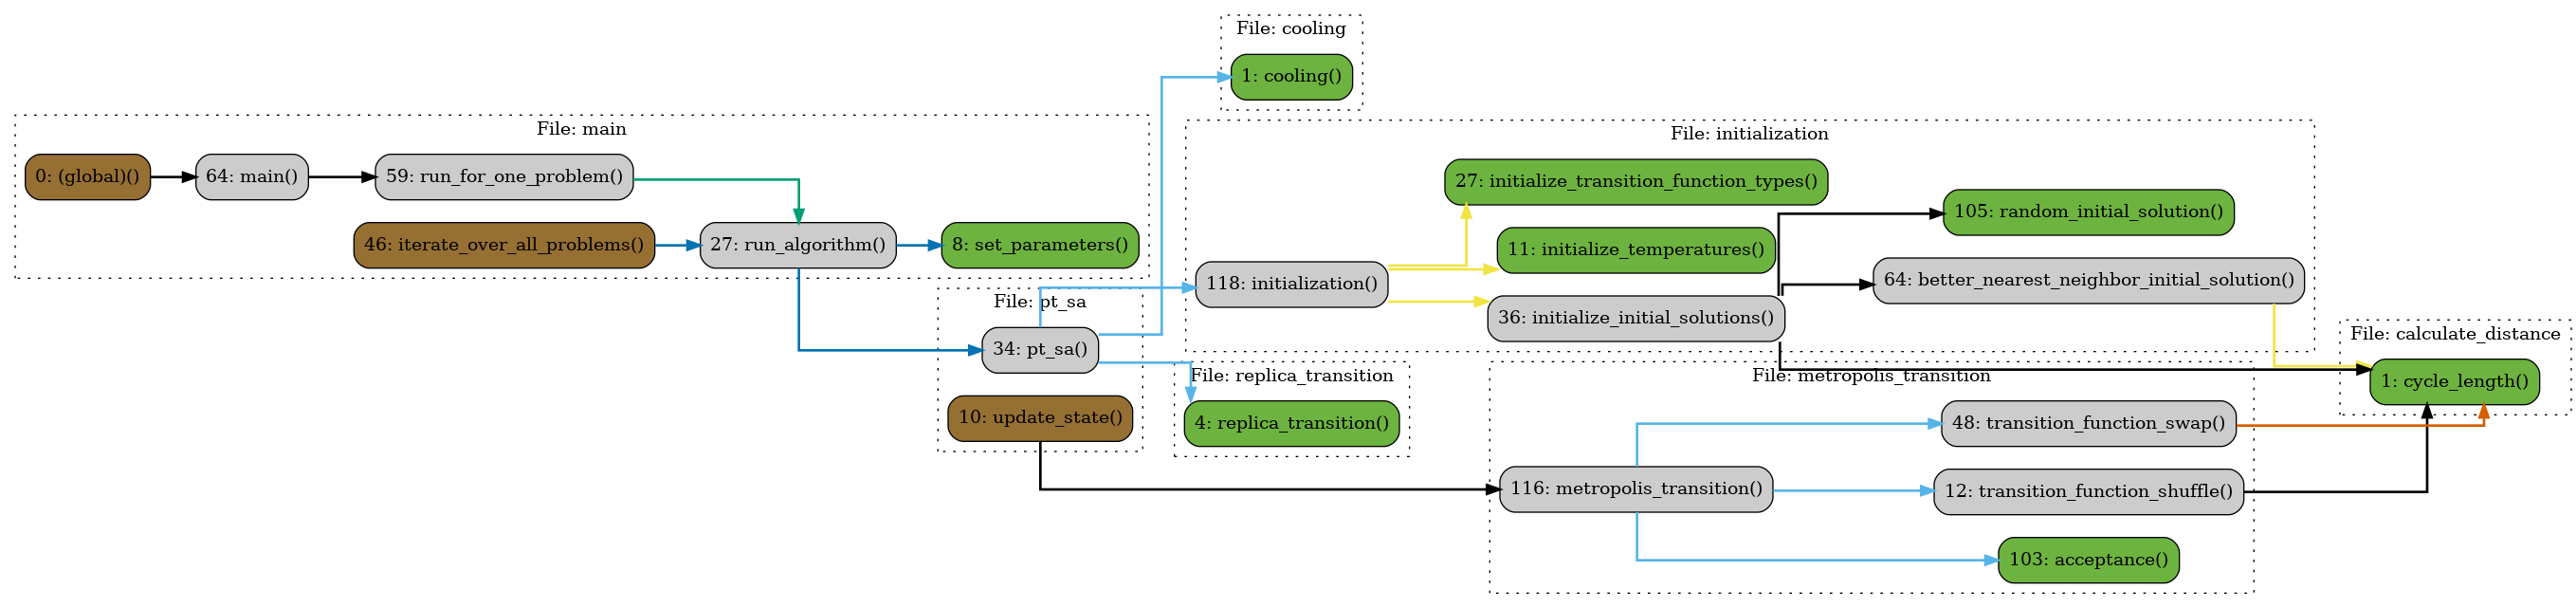 File: cooling
1: cooling()
File: main
0: (global)()
64: main()
59: run_for_one_problem()
46: iterate_over_all_problems()
27: run_algorithm()
8: set_parameters()
File: initialization
27: initialize_transition_function_types()
105: random_initial_solution()
11: initialize_temperatures()
118: initialization()
64: better_nearest_neighbor_initial_solution()
36: initialize_initial_solutions()
File: pt_sa
34: pt_sa()
10: update_state()
File: replica_transition
4: replica_transition()
File: metropolis_transition
48: transition_function_swap()
116: metropolis_transition()
12: transition_function_shuffle()
103: acceptance()
File: calculate_distance
1: cycle_length()